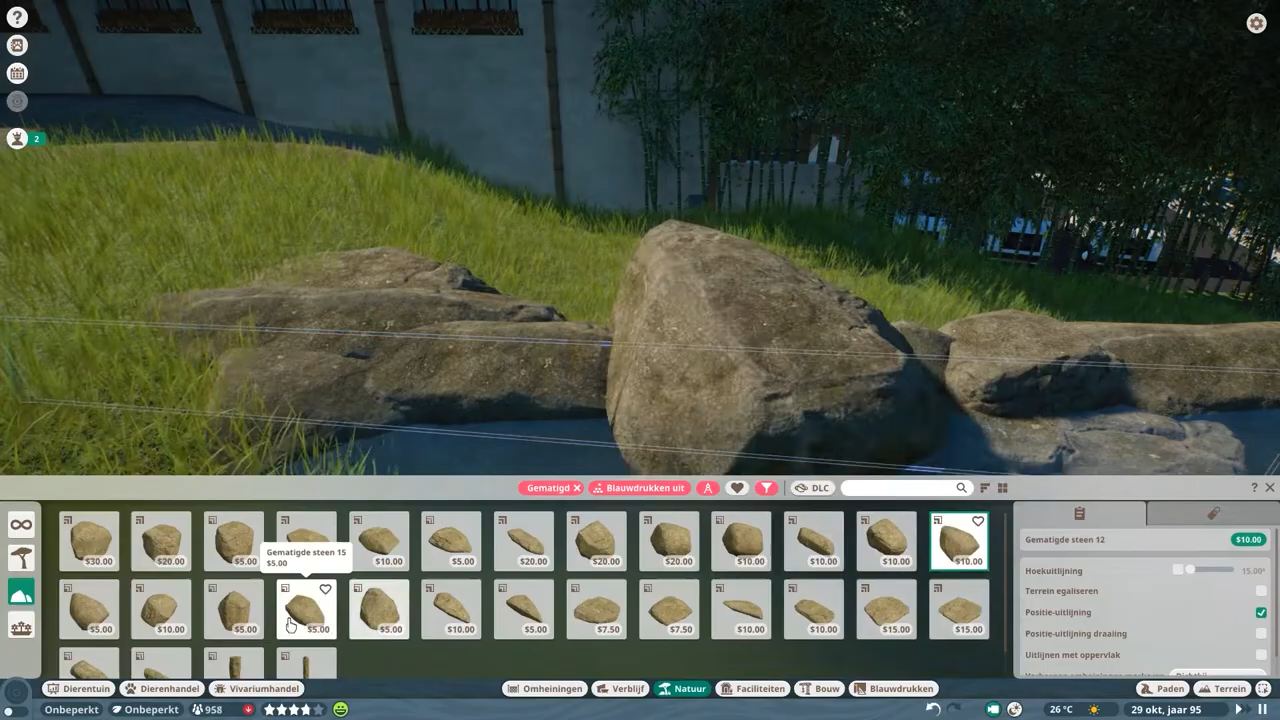 2
Gematigd ✕
Blauwdrukken uit
DLC
? ✕
$30.00
$20.00
$5.00
$10.00
$5.00
$20.00
$20.00
$20.00
$10.00
$10.00
$10.00
$10.00
Gematigde steen 15
$5.00
$5.00
$10.00
$5.00
$5.00
$5.00
$10.00
$5.00
$7.50
$7.50
$10.00
$10.00
$15.00
$15.00
Gematigde steen 12
$10.00
Hoekuitlijning
15.00°
Terrein egaliseren
Positie-uitlijning
Positie-uitlijning draaiing
Uitlijnen met oppervlak
Dierentuin
Dierenhandel
Vivariumhandel
Omheiningen
Verblijf
Natuur
Faciliteiten
Bouw
Blauwdrukken
Paden
Terrein
Onbeperkt
Onbeperkt
958
26 °C
29 okt, jaar 95